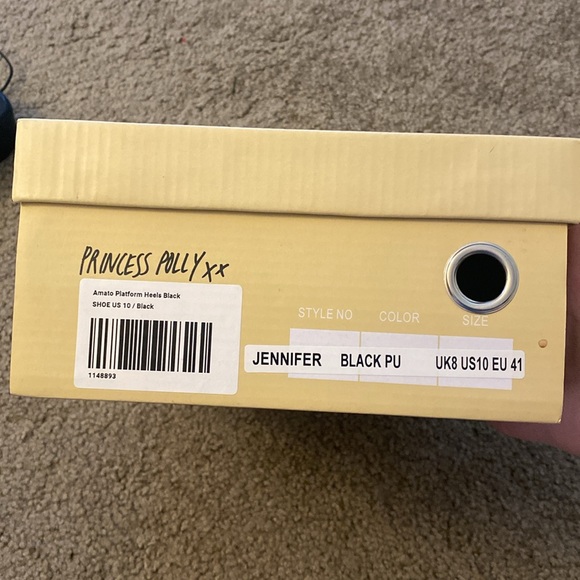 PRINCESS POLLY xx
Amato Platform Heels Black
SHOE US 10 / Black
1148893
STYLE NO COLOR SIZE
JENNIFER BLACK PU UK8 US10 EU 41